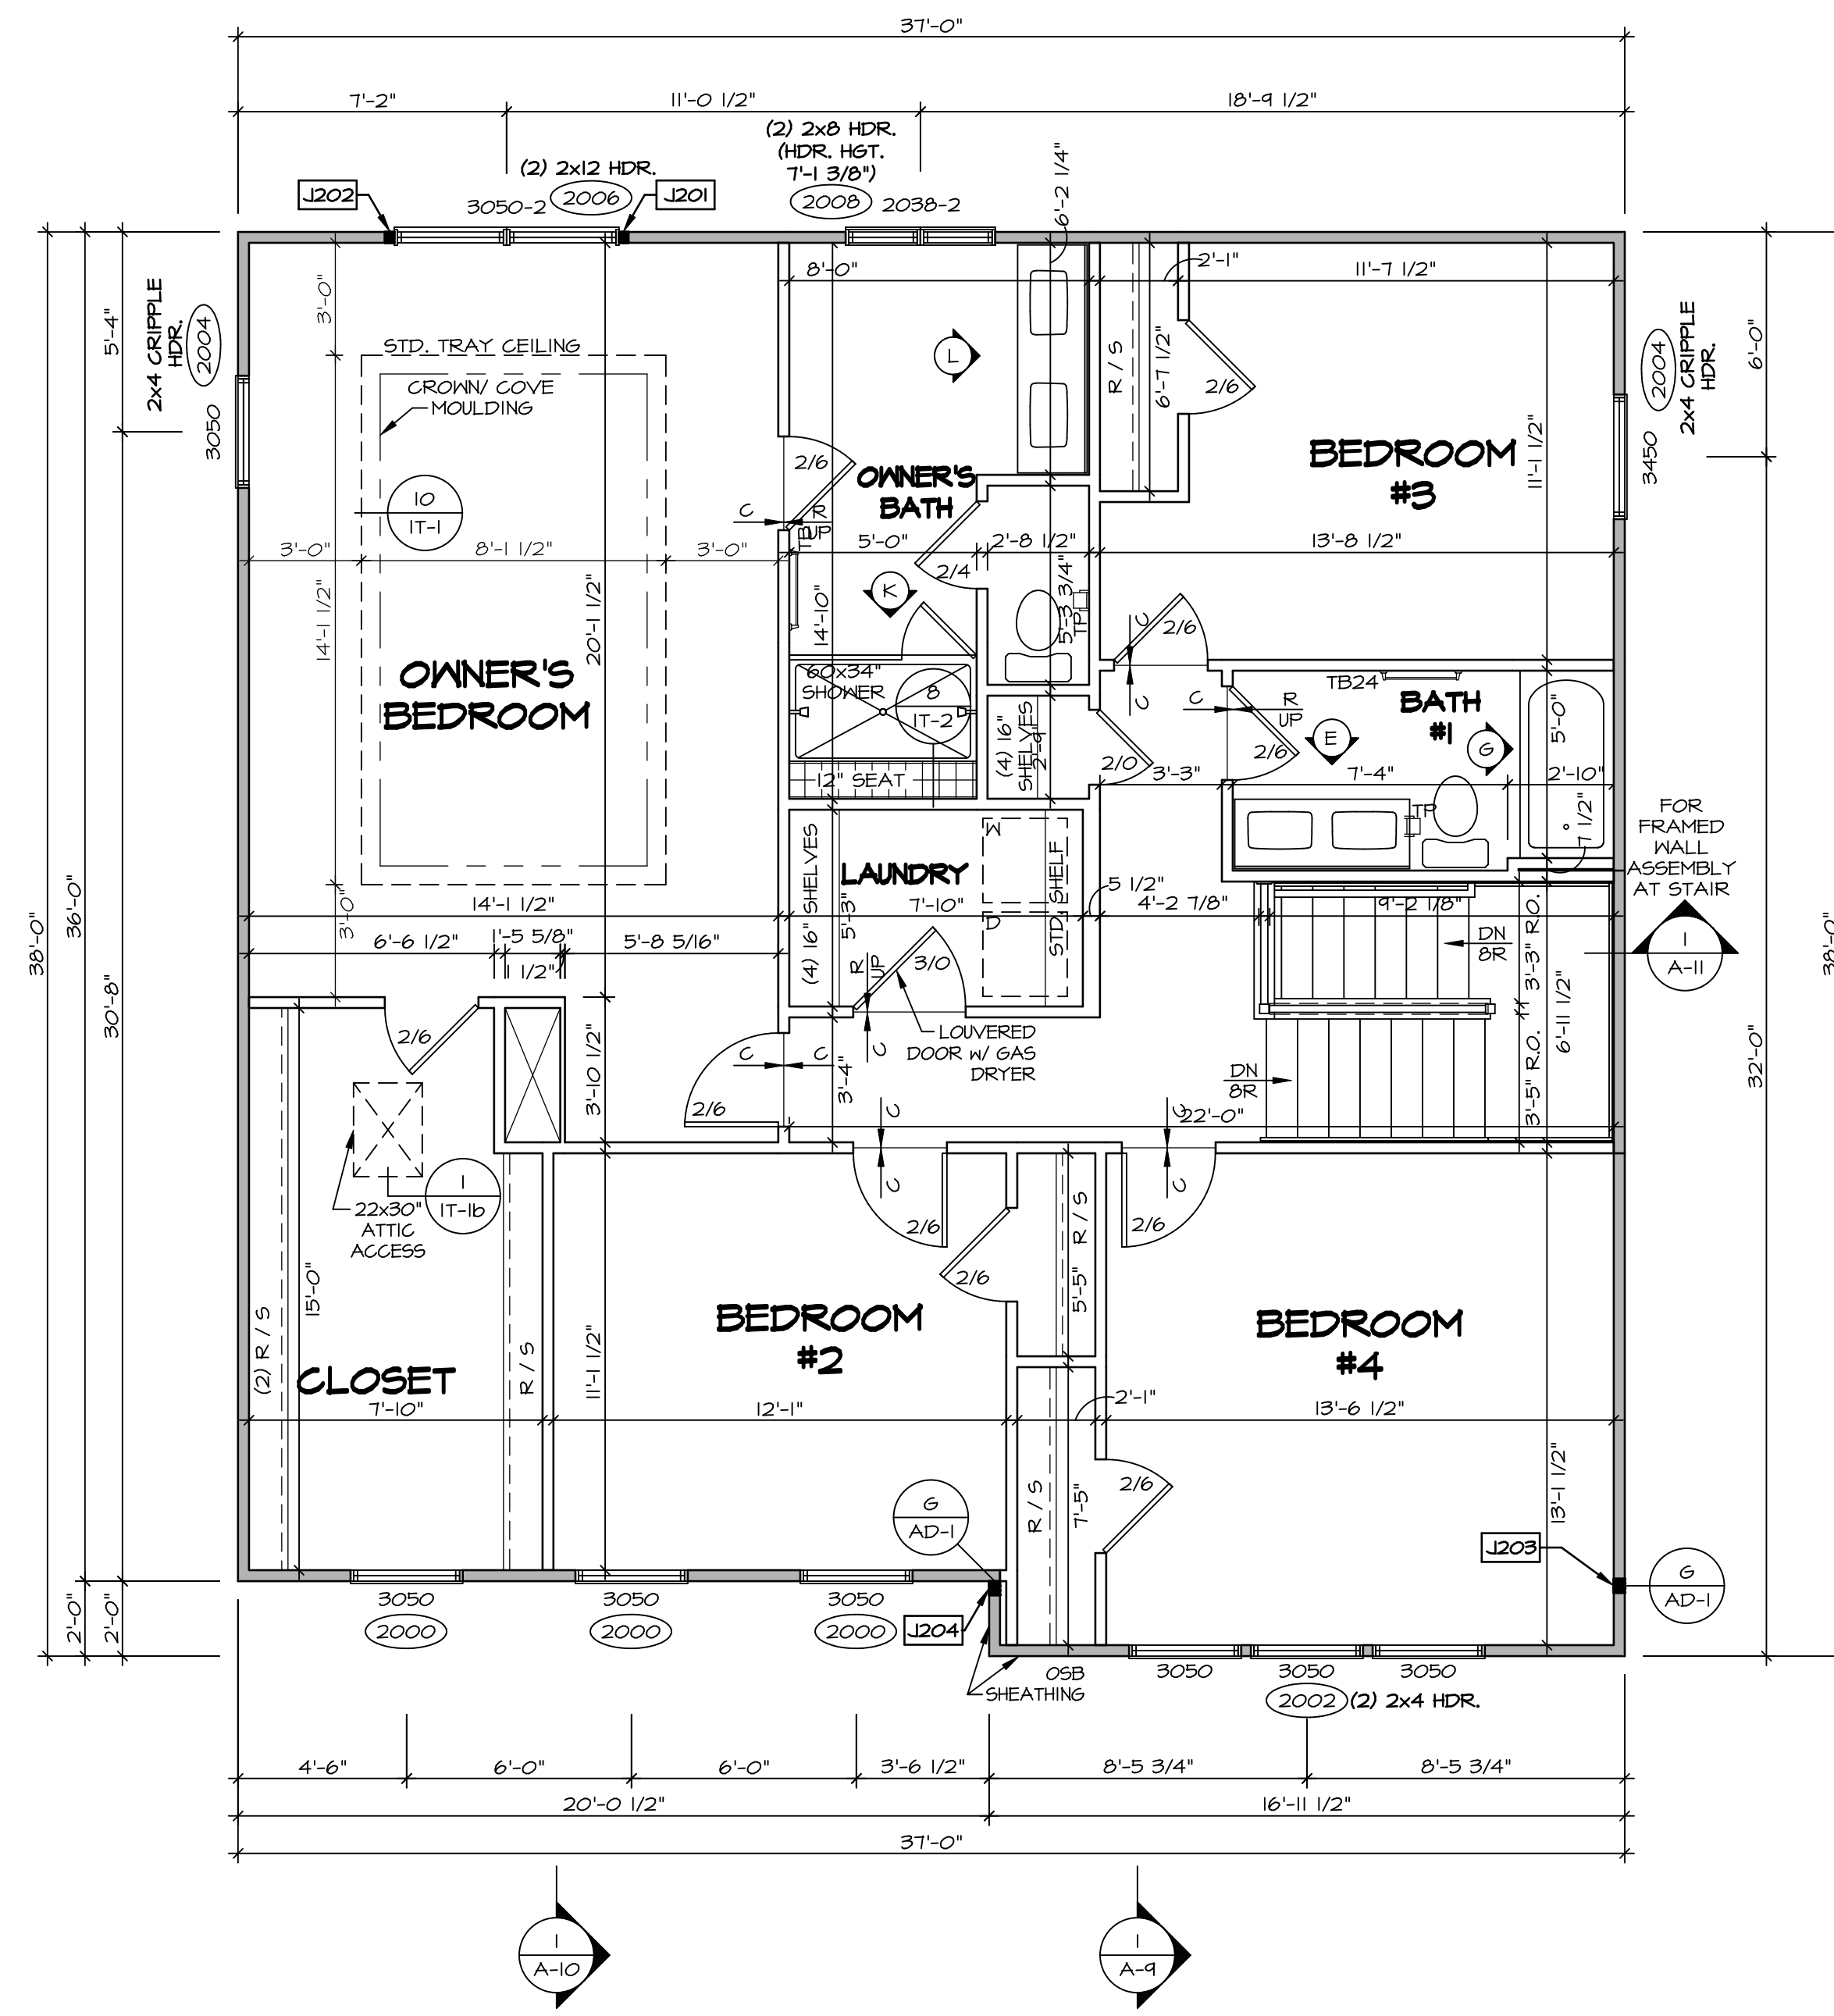 37'-0"
7'-2"
11'-0 1/2"
18'-9 1/2"
(2) 2x8 HDR.
(HDR. HGT.
7'-1 3/8")
(2) 2x12 HDR.
J202
3050-2
2006
J201
2008
2038-2
6'-2 1/4"
8'-0"
2'-1"
11'-7 1/2"
3'-0"
5'-4"
2x4 CRIPPLE
HDR.
2004
3050
STD. TRAY CEILING
CROWN/ COVE
MOULDING
L
R / S
6'-7 1/2"
2/6
2004
2x4 CRIPPLE
HDR.
3450
6'-0"
BEDROOM
#3
11'-1 1/2"
2/6
OWNER'S
BATH
10
IT-1
C
R
UP
TB
3'-0"
8'-1 1/2"
3'-0"
5'-0"
2'-8 1/2"
13'-8 1/2"
2/4
K
14'-1 1/2"
20'-1 1/2"
14'-10"
5'-3 3/4"
TP
C
2/6
C
OWNER'S
BEDROOM
60x34"
SHOWER
8
IT-2
12" SEAT
(4) 16"
SHELVES
2'-9"
2/0
3'-3"
C
R
UP
2/6
TB24
BATH
#1
E
G
5'-0"
7'-4"
2'-10"
TP
7 1/2"
FOR
FRAMED
WALL
ASSEMBLY
AT STAIR
1
A-11
W
D
(4) 16" SHELVES
LAUNDRY
5'-3"
7'-10"
STD. SHELF
5 1/2"
4'-2 7/8"
9'-2 1/8"
3'-0"
14'-1 1/2"
6'-6 1/2"
1'-5 5/8"
1 1/2"
5'-8 5/16"
R
UP
3/0
DN
8R
3'-3" R.O.
6'-11 1/2"
3'-5" R.O.
38'-0"
36'-0"
30'-8"
38'-0"
32'-0"
2/6
LOUVERED
DOOR W/ GAS
DRYER
C
C
C
3'-10 1/2"
3'-4"
2/6
DN
8R
C
C
22'-0"
22x30"
ATTIC
ACCESS
1
IT-1b
C
C
2/6
2/6
2/6
R / S
5'-5"
15'-0"
(2) R / S
R / S
CLOSET
11'-1 1/2"
BEDROOM
#2
BEDROOM
#4
7'-10"
12'-1"
2'-1"
13'-6 1/2"
2/6
R / S
7'-5"
13'-1 1/2"
G
AD-1
J203
G
AD-1
2'-0"
2'-0"
3050
3050
3050
2000
2000
2000
J204
OSB
SHEATHING
3050
3050
3050
2002
(2) 2x4 HDR.
4'-6"
6'-0"
6'-0"
3'-6 1/2"
8'-5 3/4"
8'-5 3/4"
20'-0 1/2"
16'-11 1/2"
37'-0"
1
A-10
1
A-9